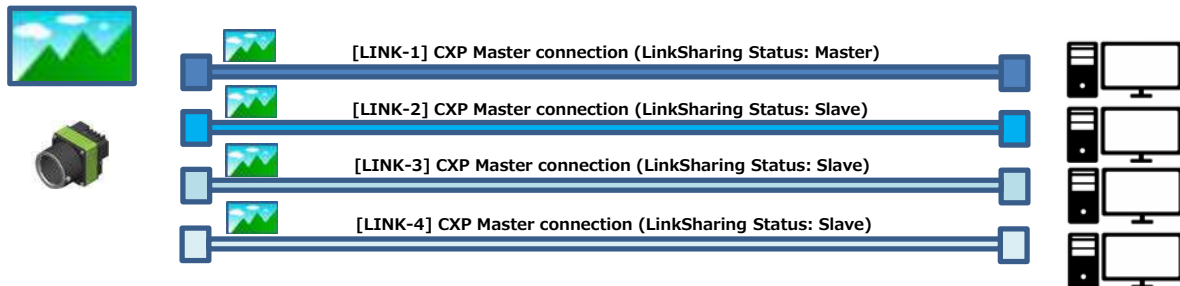 [LINK-1] CXP Master connection (LinkSharing Status: Master)
[LINK-2] CXP Master connection (LinkSharing Status: Slave)
[LINK-3] CXP Master connection (LinkSharing Status: Slave)
[LINK-4] CXP Master connection (LinkSharing Status: Slave)